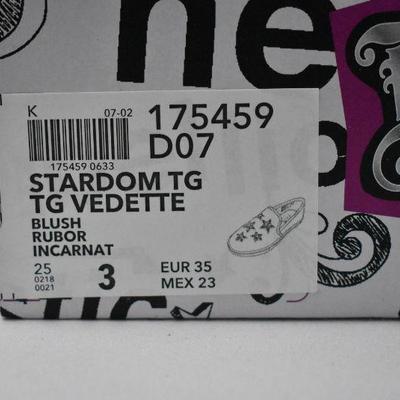 ne
K 07-02
175459 0633
175459
D07
STARDOM TG
TG VEDETTE
BLUSH
RUBOR
INCARNAT
25
0218
0021
3
EUR 35
MEX 23